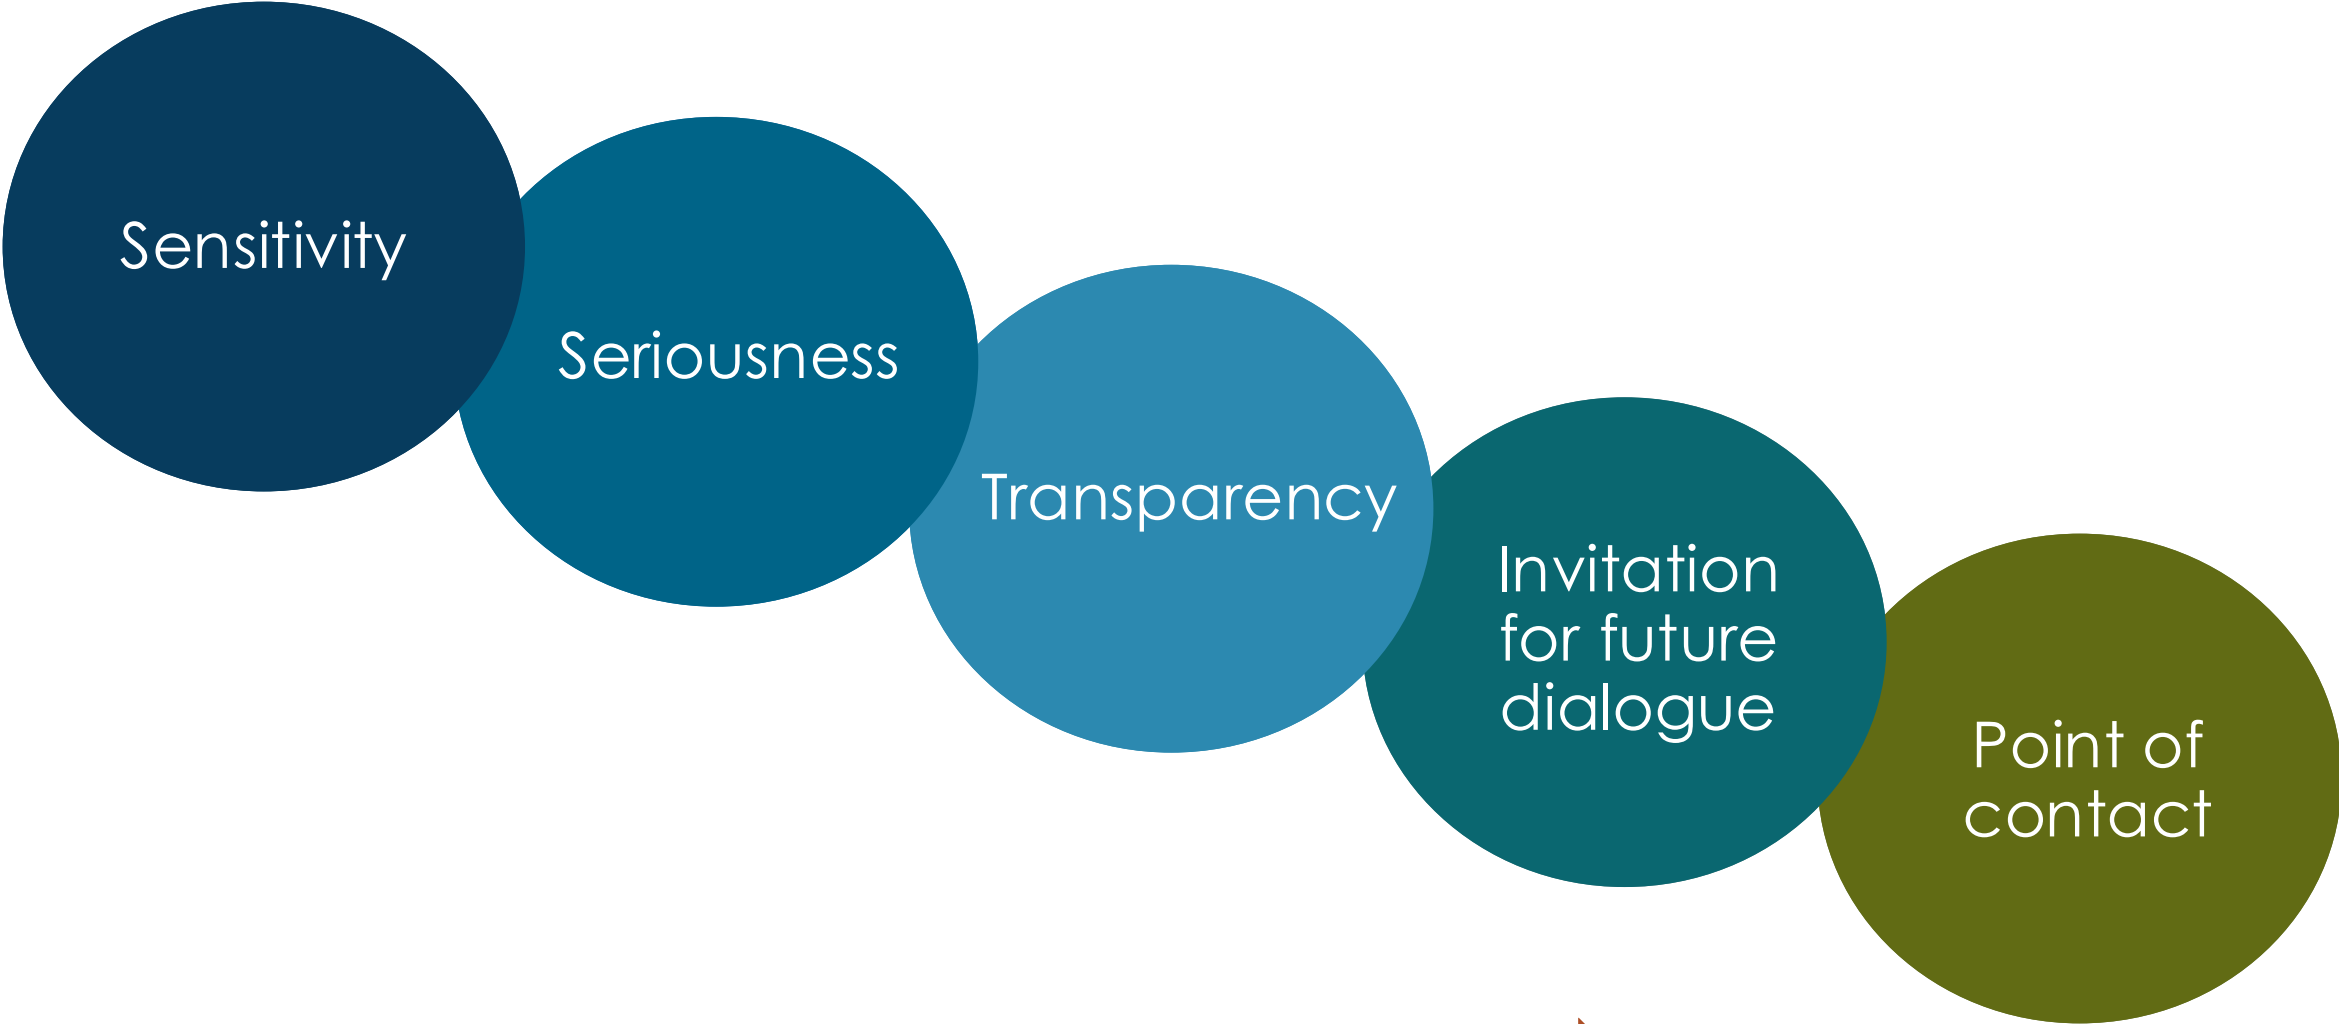 Sensitivity
Seriousness
Transparency
Invitation
for future
dialogue
Point of
contact